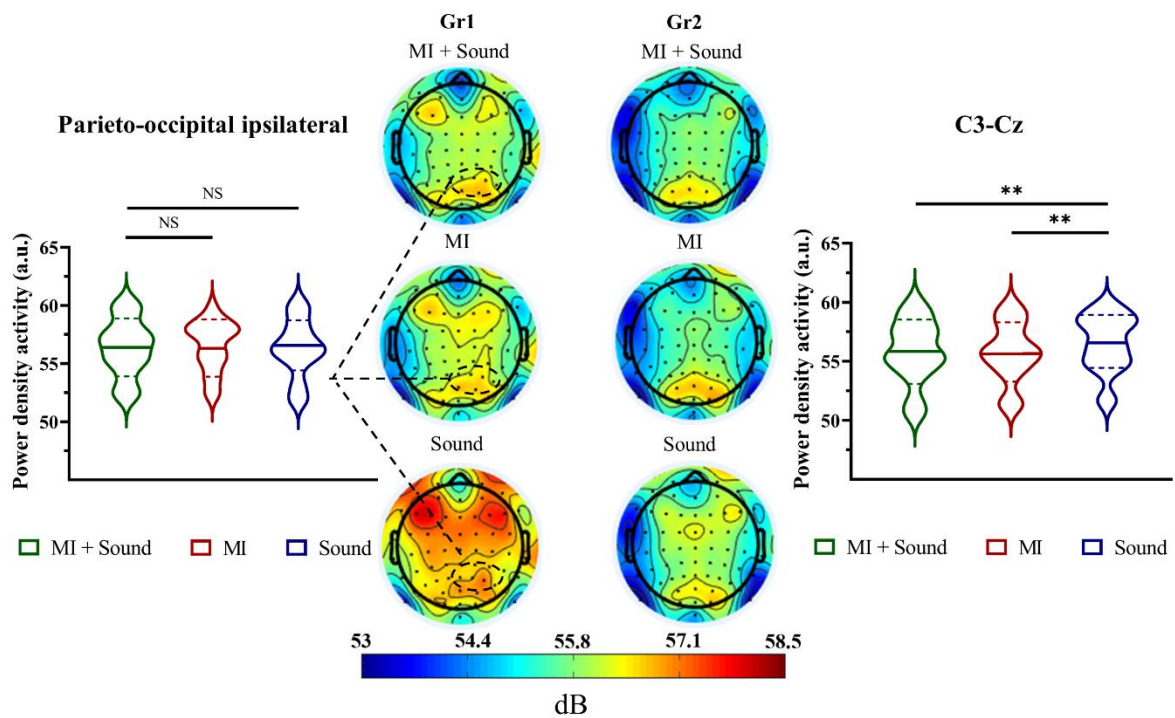 Gr1
MI + Sound
Gr2
MI + Sound
Parieto-occipital ipsilateral
NS
NS
Power density activity (a.u.)
65
60
55
50
MI + Sound
MI
Sound
MI
MI
Sound
Sound
C3-Cz
**
**
Power density activity (a.u.)
65
60
55
50
MI + Sound
MI
Sound
53
54.4
55.8
57.1
58.5
dB